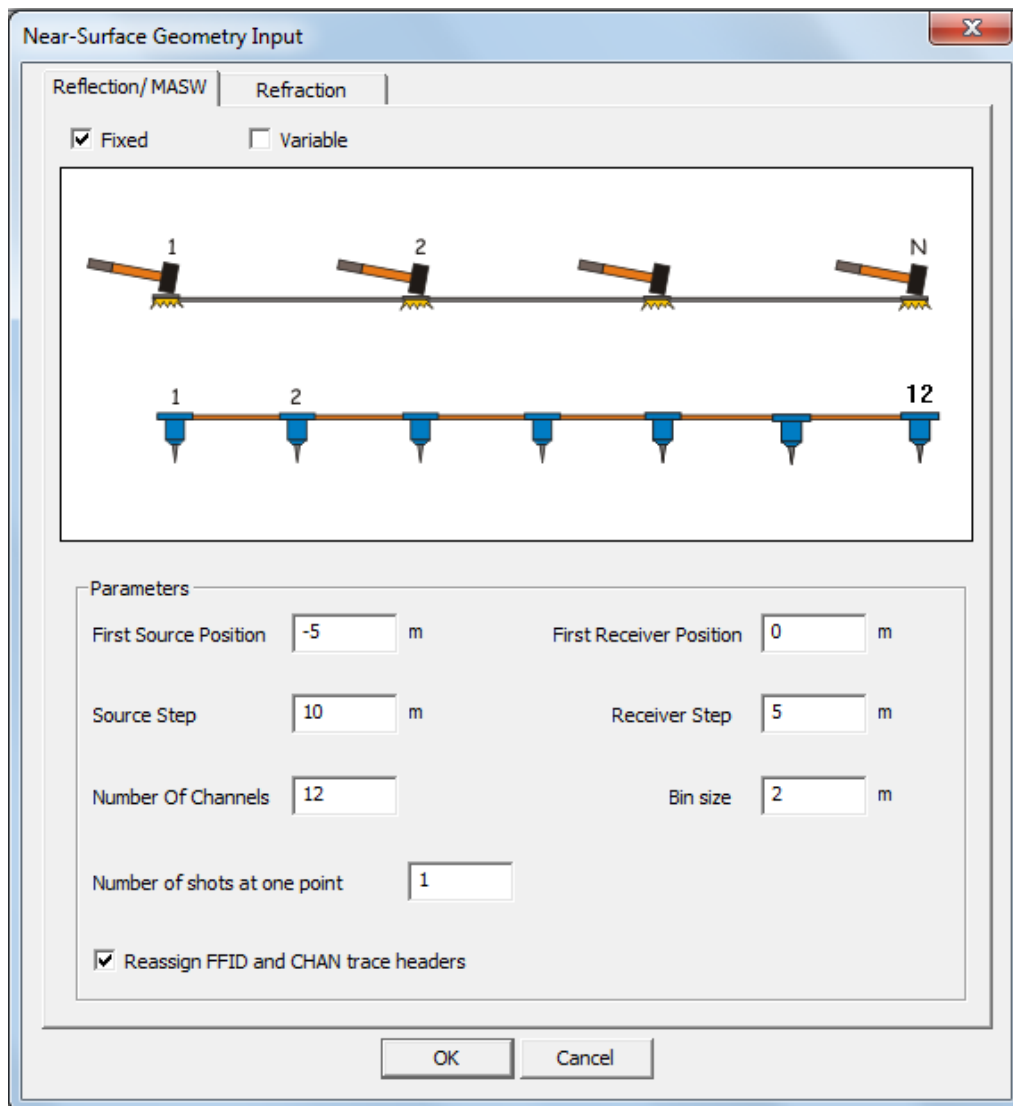 Near-Surface Geometry Input
x
Reflection/ MASW Refraction
Fixed Variable
1 2 N
1 2 12
Parameters
First Source Position -5 m First Receiver Position 0 m
Source Step 10 m Receiver Step 5 m
Number Of Channels 12 Bin size 2 m
Number of shots at one point 1
Reassign FFID and CHAN trace headers
OK Cancel